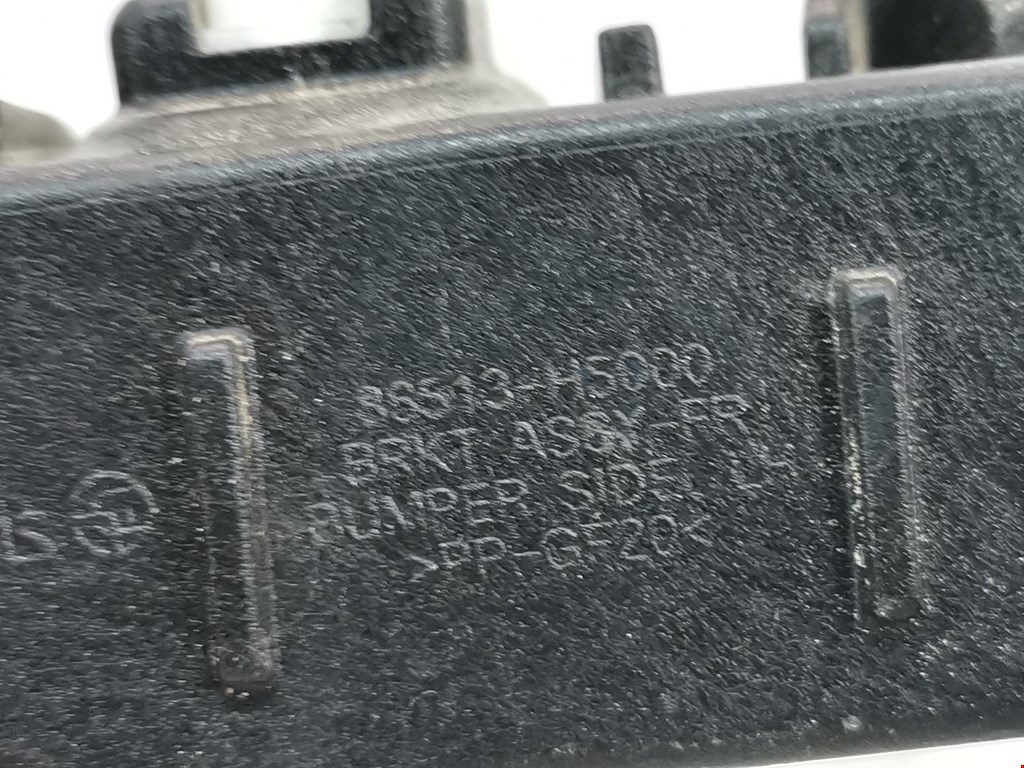 86513-H5000
BRKT ASSY-FR
BUMPER SIDE, LH
>PP-GF20<